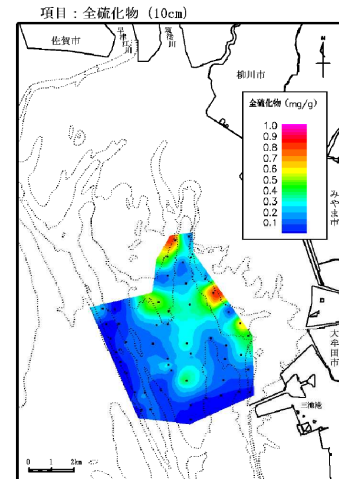 項目：全硫化物 (10cm)
佐賀市
早津江川
筑後川
柳川市
N
全硫化物 (mg/g)
1.0
0.9
0.8
0.7
0.6
0.5
0.4
0.3
0.2
0.1
みやま市
大牟田市
三池港
0 1 2km